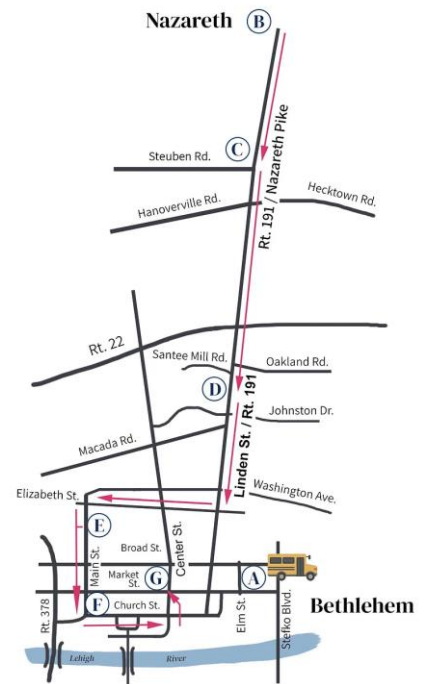 Nazareth B
C
Steuben Rd.
Rt. 191 / Nazareth Pike
Hecktown Rd.
Hanoverville Rd.
Rt. 22
Santee Mill Rd.
Oakland Rd.
D
Linden St. / Rt. 191
Johnston Dr.
Macada Rd.
Elizabeth St.
Washington Ave.
E
Center St.
Main St.
Broad St.
Market
St.
G
A
F
Church St.
Elm St.
Stefko Blvd.
Bethlehem
Rt. 378
Lehigh
River